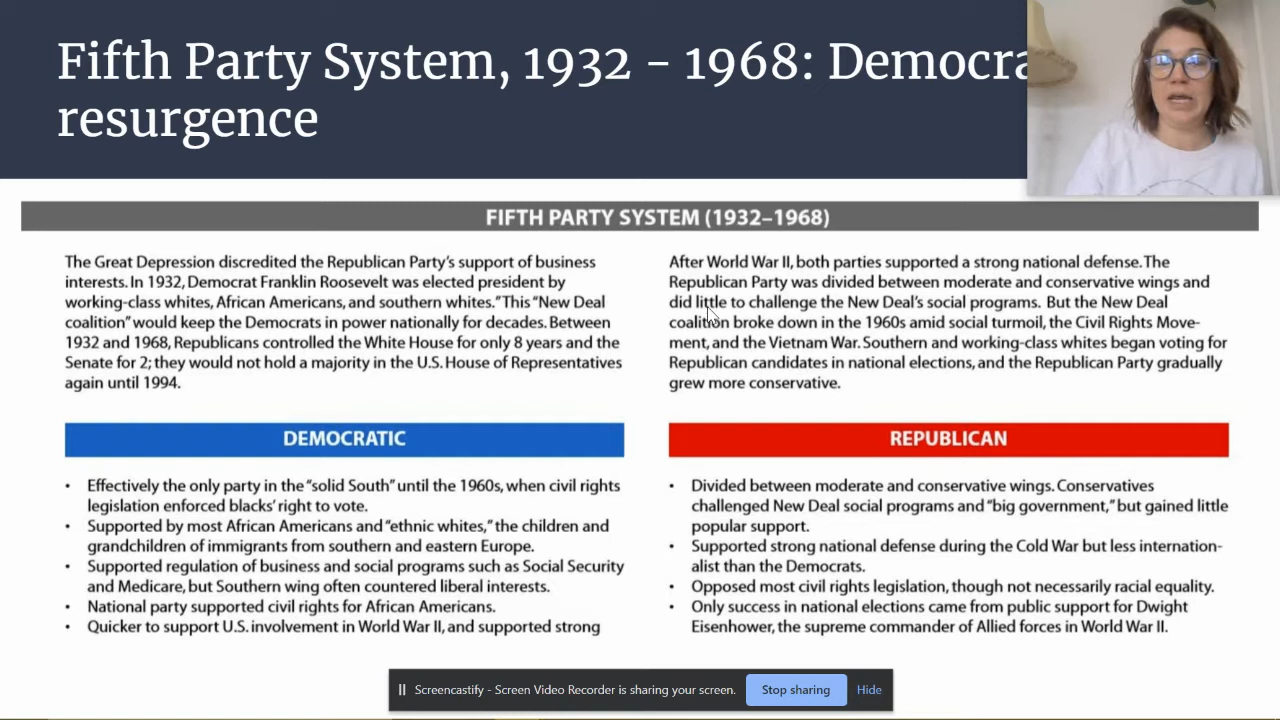 Fifth Party System, 1932 - 1968: Democra
resurgence
FIFTH PARTY SYSTEM (1932–1968)
The Great Depression discredited the Republican Party's support of business
interests. In 1932, Democrat Franklin Roosevelt was elected president by
working-class whites, African Americans, and southern whites." This "New Deal
coalition" would keep the Democrats in power nationally for decades. Between
1932 and 1968, Republicans controlled the White House for only 8 years and the
Senate for 2; they would not hold a majority in the U.S. House of Representatives
again until 1994.
After World War II, both parties supported a strong national defense. The
Republican Party was divided between moderate and conservative wings and
did little to challenge the New Deal's social programs. But the New Deal
coalition broke down in the 1960s amid social turmoil, the Civil Rights Move-
ment, and the Vietnam War. Southern and working-class whites began voting for
Republican candidates in national elections, and the Republican Party gradually
grew more conservative.
DEMOCRATIC
• Effectively the only party in the "solid South" until the 1960s, when civil rights
legislation enforced blacks' right to vote.
• Supported by most African Americans and "ethnic whites," the children and
grandchildren of immigrants from southern and eastern Europe.
• Supported regulation of business and social programs such as Social Security
and Medicare, but Southern wing often countered liberal interests.
• National party supported civil rights for African Americans.
• Quicker to support U.S. involvement in World War II, and supported strong
REPUBLICAN
• Divided between moderate and conservative wings. Conservatives
challenged New Deal social programs and "big government," but gained little
popular support.
• Supported strong national defense during the Cold War but less internation-
alist than the Democrats.
• Opposed most civil rights legislation, though not necessarily racial equality.
• Only success in national elections came from public support for Dwight
Eisenhower, the supreme commander of Allied forces in World War II.
Screencastify - Screen Video Recorder is sharing your screen.
Stop sharing
Hide